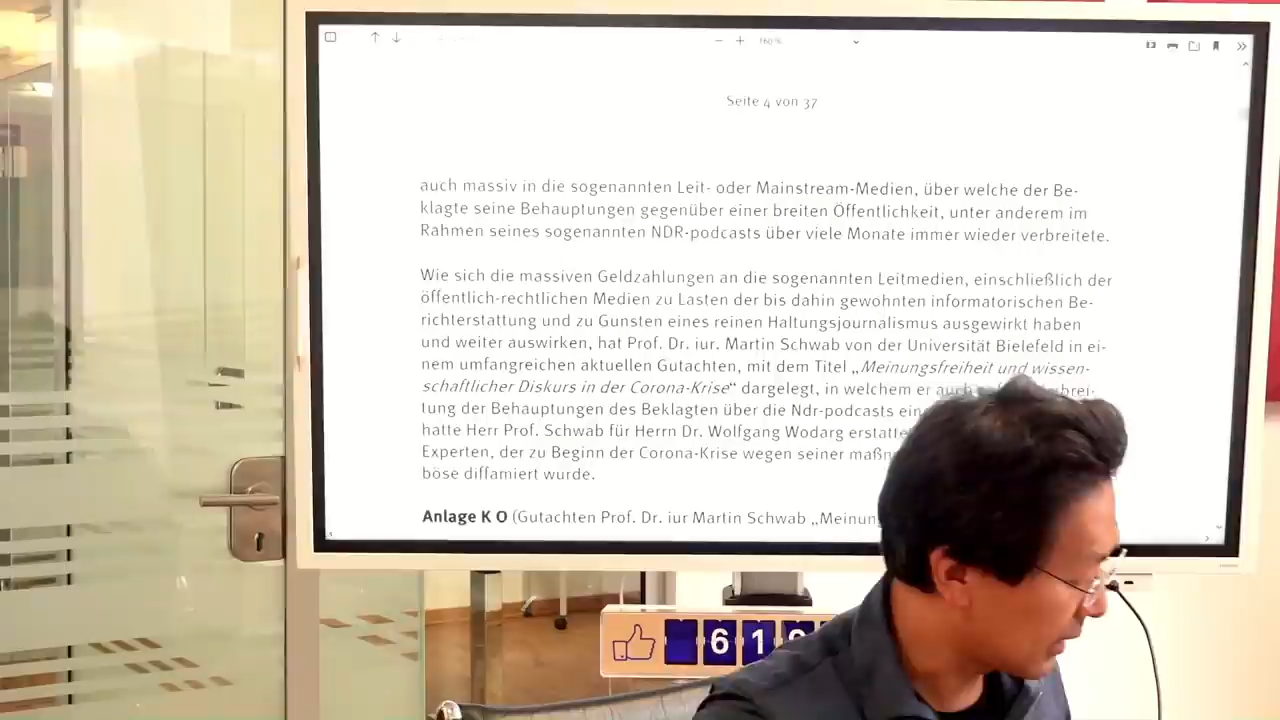 160 %
Seite 4 von 37
auch massiv in die sogenannten Leit- oder Mainstream-Medien, über welche der Be-
klagte seine Behauptungen gegenüber einer breiten Öffentlichkeit, unter anderem im
Rahmen seines sogenannten NDR-podcasts über viele Monate immer wieder verbreitete.
Wie sich die massiven Geldzahlungen an die sogenannten Leitmedien, einschließlich der
öffentlich-rechtlichen Medien zu Lasten der bis dahin gewohnten informatorischen Be-
richterstattung und zu Gunsten eines reinen Haltungsjournalismus ausgewirkt haben
und weiter auswirken, hat Prof. Dr. iur. Martin Schwab von der Universität Bielefeld in ei-
nem umfangreichen aktuellen Gutachten, mit dem Titel „Meinungsfreiheit und wissen-
schaftlicher Diskurs in der Corona-Krise“ dargelegt, in welchem er auch
tung der Behauptungen des Beklagten über die Ndr-podcasts
hatte Herr Prof. Schwab für Herrn Dr. Wolfgang Wodarg
Experten, der zu Beginn der Corona-Krise wegen seiner
böse diffamiert wurde.
Anlage K O (Gutachten Prof. Dr. iur Martin Schwab
61